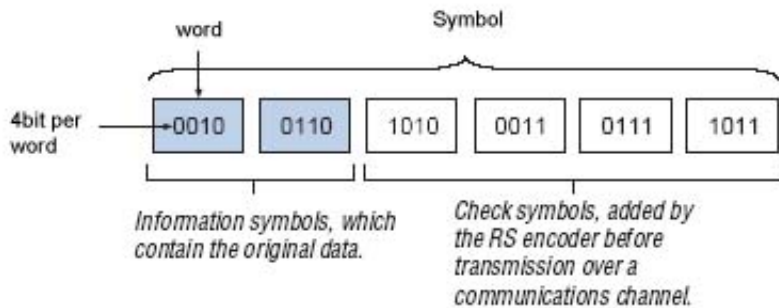 word
Symbol
4bit per
word
0010 0110 1010 0011 0111 1011
Information symbols, which
contain the original data.
Check symbols, added by
the RS encoder before
transmission over a
communications channel.